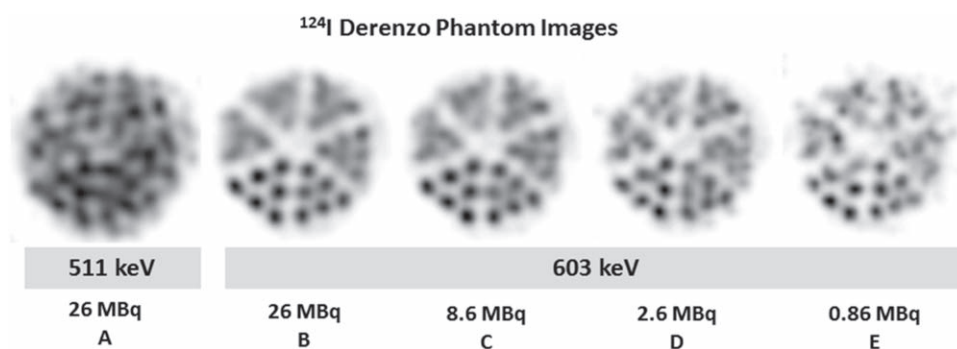 ¹²⁴I Derenzo Phantom Images
511 keV 603 keV
26 MBq 26 MBq 8.6 MBq 2.6 MBq 0.86 MBq
A B C D E